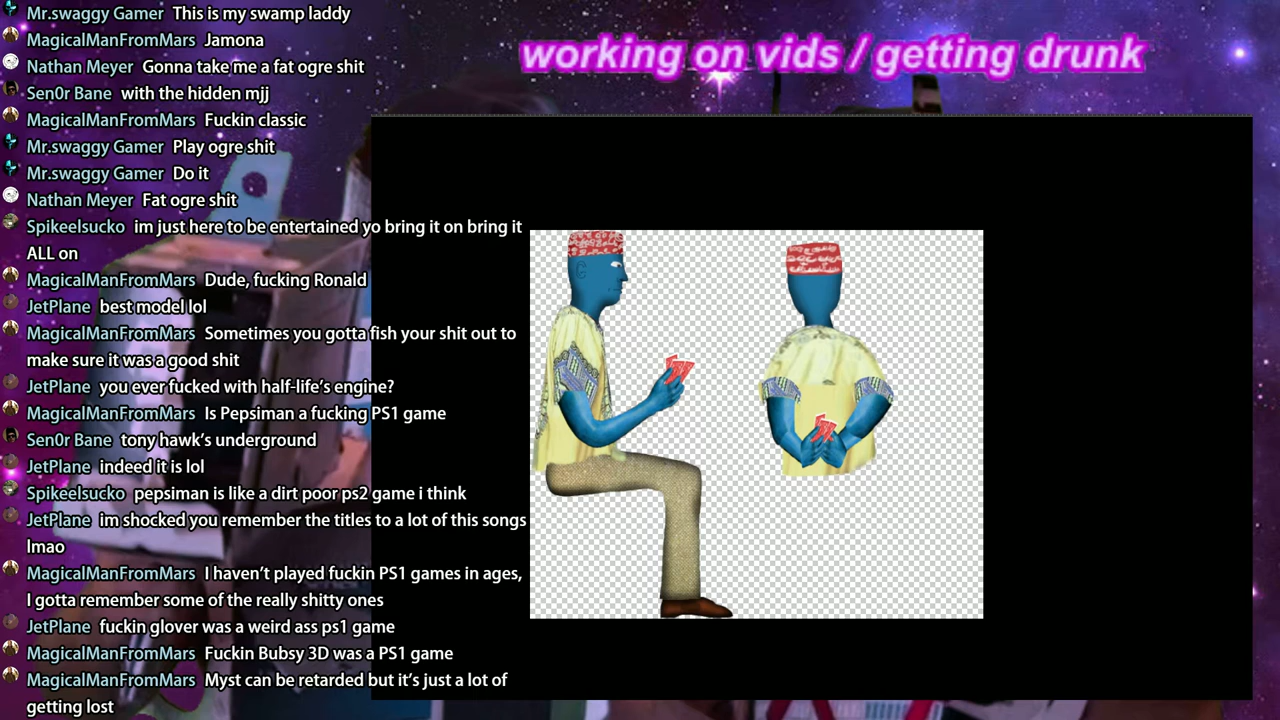 Mr.swaggy Gamer This is my swamp laddy
working on vids / getting drunk
MagicalManFromMars Jamona
Nathan Meyer Gonna take me a fat ogre shit
Sen0r Bane with the hidden mjj
MagicalManFromMars Fuckin classic
Mr.swaggy Gamer Play ogre shit
Mr.swaggy Gamer Do it
Nathan Meyer Fat ogre shit
Spikeelsucko im just here to be entertained yo bring it on bring it
ALL on
MagicalManFromMars Dude, fucking Ronald
JetPlane best model lol
MagicalManFromMars Sometimes you gotta fish your shit out to
make sure it was a good shit
JetPlane you ever fucked with half-life's engine?
MagicalManFromMars Is Pepsiman a fucking PS1 game
Sen0r Bane tony hawk's underground
JetPlane indeed it is lol
Spikeelsucko pepsiman is like a dirt poor ps2 game i think
JetPlane im shocked you remember the titles to a lot of this songs
lmao
MagicalManFromMars I haven't played fuckin PS1 games in ages,
I gotta remember some of the really shitty ones
JetPlane fuckin glover was a weird ass ps1 game
MagicalManFromMars Fuckin Bubsy 3D was a PS1 game
MagicalManFromMars Myst can be retarded but it's just a lot of
getting lost